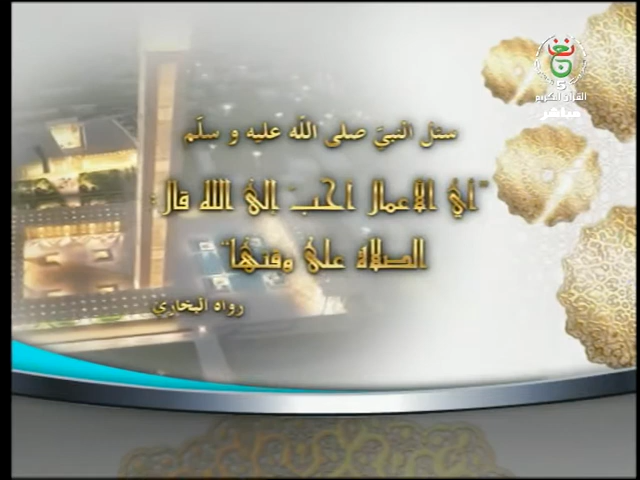 القرآن الكريم
مباشر
سئل النبيّ صلى اللّه عليه و سلّم
"أيّ الأعمال أحبّ إلى الله قال:
الصلاة على وقتها"
رواه البخاري